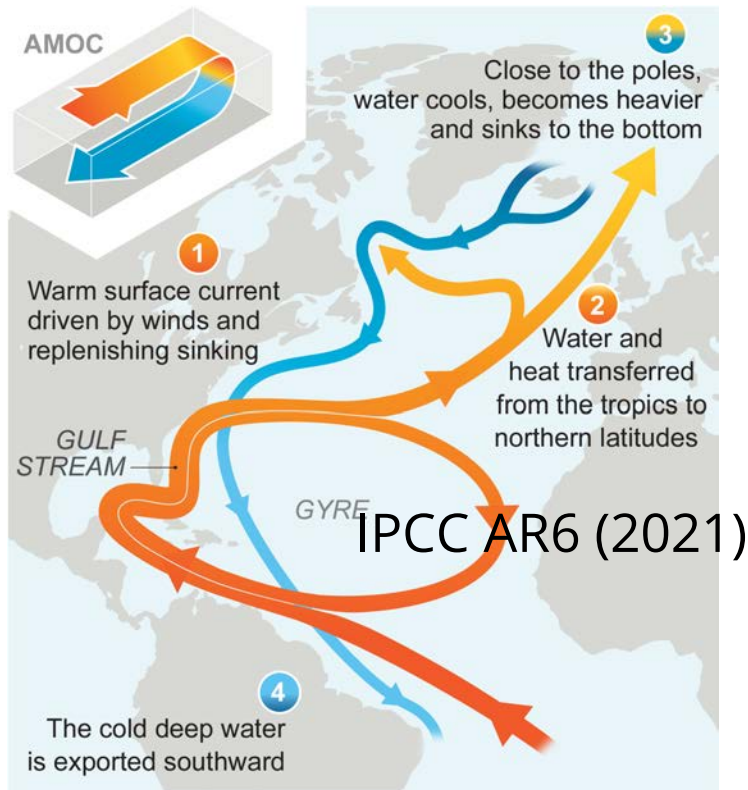 AMOC
3
Close to the poles,
water cools, becomes heavier
and sinks to the bottom
1
Warm surface current
driven by winds and
replenishing sinking
2
Water and
heat transferred
from the tropics to
northern latitudes
GULF
STREAM
GYRE
IPCC AR6 (2021)
4
The cold deep water
is exported southward